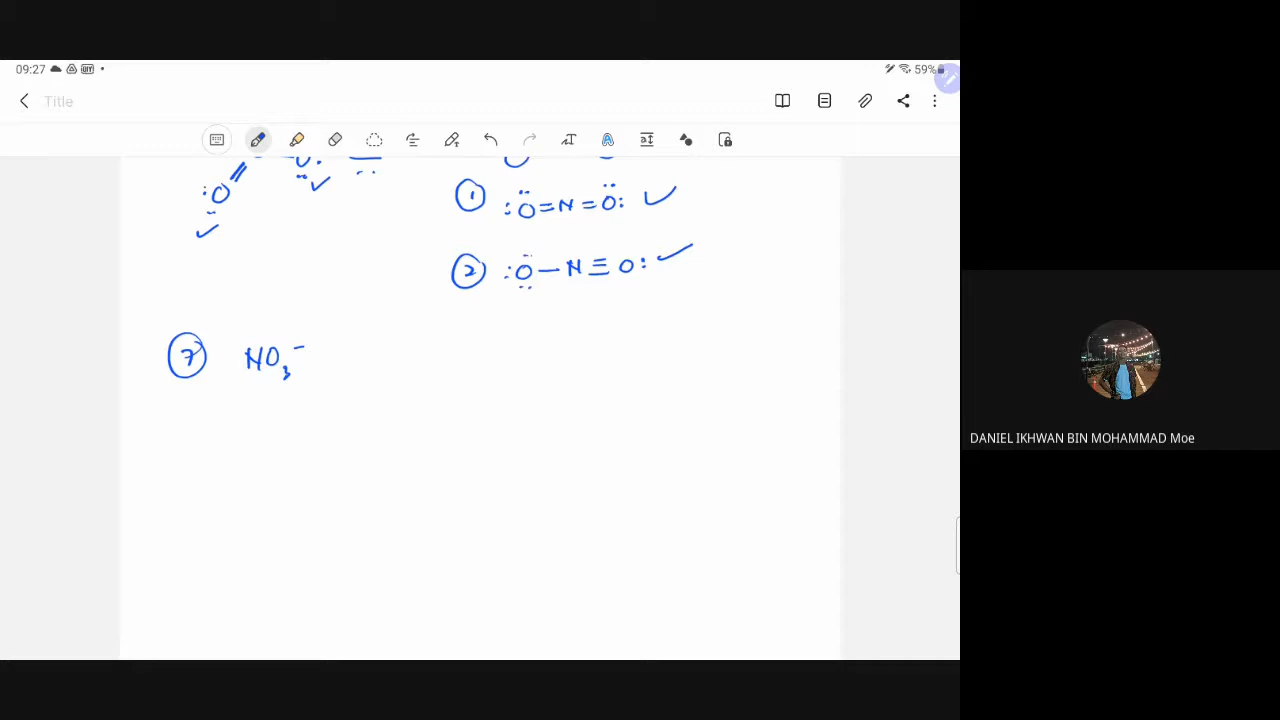 09:27
59%
Title
:O
O.
① :O=N=O: ✓
② :O−N≡O: ✓
⑦ NO₃⁻
DANIEL IKHWAN BIN MOHAMMAD Moe